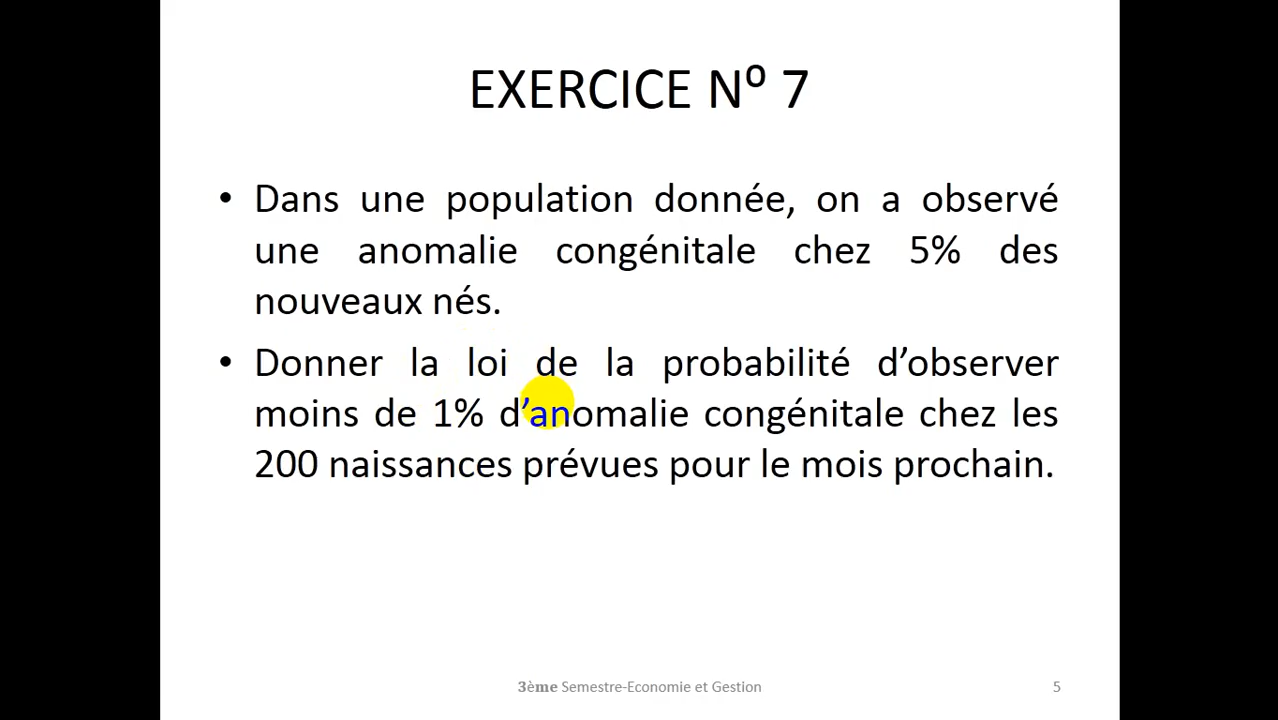 EXERCICE Nº 7
• Dans une population donnée, on a observé
une anomalie congénitale chez 5% des
nouveaux nés.
• Donner la loi de la probabilité d’observer
moins de 1% d’anomalie congénitale chez les
200 naissances prévues pour le mois prochain.
3ème Semestre-Economie et Gestion
5